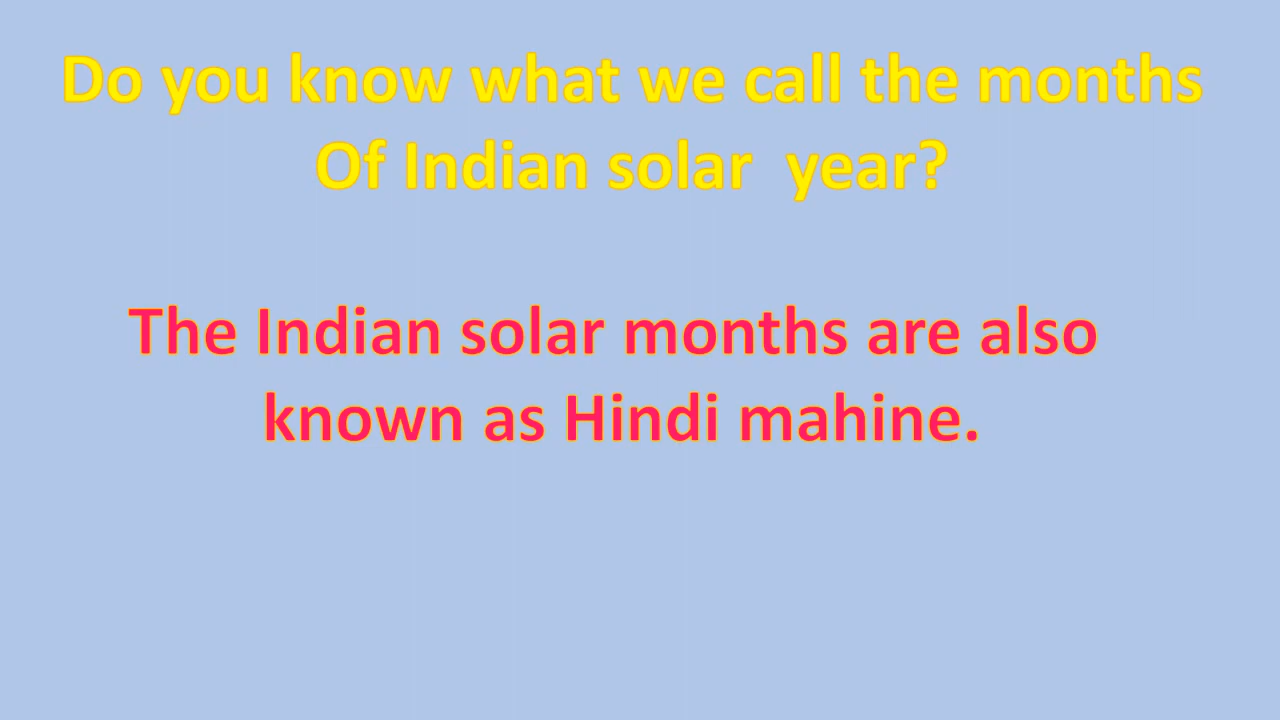 Do you know what we call the months
Of Indian solar  year?
The Indian solar months are also
known as Hindi mahine.